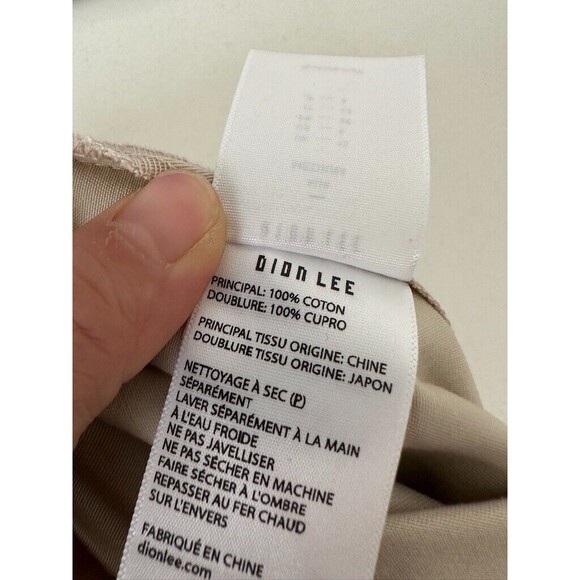 DION LEE
PRINCIPAL: 100% COTON
DOUBLURE: 100% CUPRO
PRINCIPAL TISSU ORIGINE: CHINE
DOUBLURE TISSU ORIGINE: JAPON
NETTOYAGE À SEC Ⓟ
SÉPARÉMENT
LAVER SÉPARÉMENT À LA MAIN
À L'EAU FROIDE
NE PAS JAVELLISER
NE PAS SÉCHER EN MACHINE
FAIRE SÉCHER À L'OMBRE
REPASSER AU FER CHAUD
SUR L'ENVERS
FABRIQUÉ EN CHINE
dionlee.com